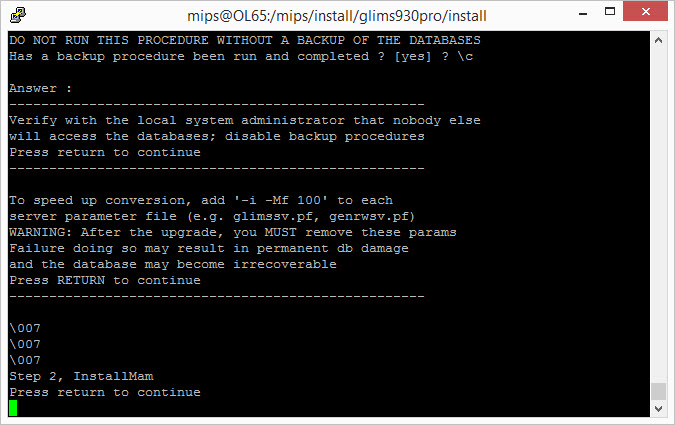 mips@OL65:/mips/install/glims930pro/install
DO NOT RUN THIS PROCEDURE WITHOUT A BACKUP OF THE DATABASES
Has a backup procedure been run and completed ? [yes] ? \c
Answer :
----------------------------------------------------
Verify with the local system administrator that nobody else
will access the databases; disable backup procedures
Press return to continue
----------------------------------------------------
To speed up conversion, add '-i -Mf 100' to each
server parameter file (e.g. glimssv.pf, genrwsv.pf)
WARNING: After the upgrade, you MUST remove these params
Failure doing so may result in permanent db damage
and the database may become irrecoverable
Press RETURN to continue
----------------------------------------------------
\007
\007
\007
Step 2, InstallMam
Press return to continue